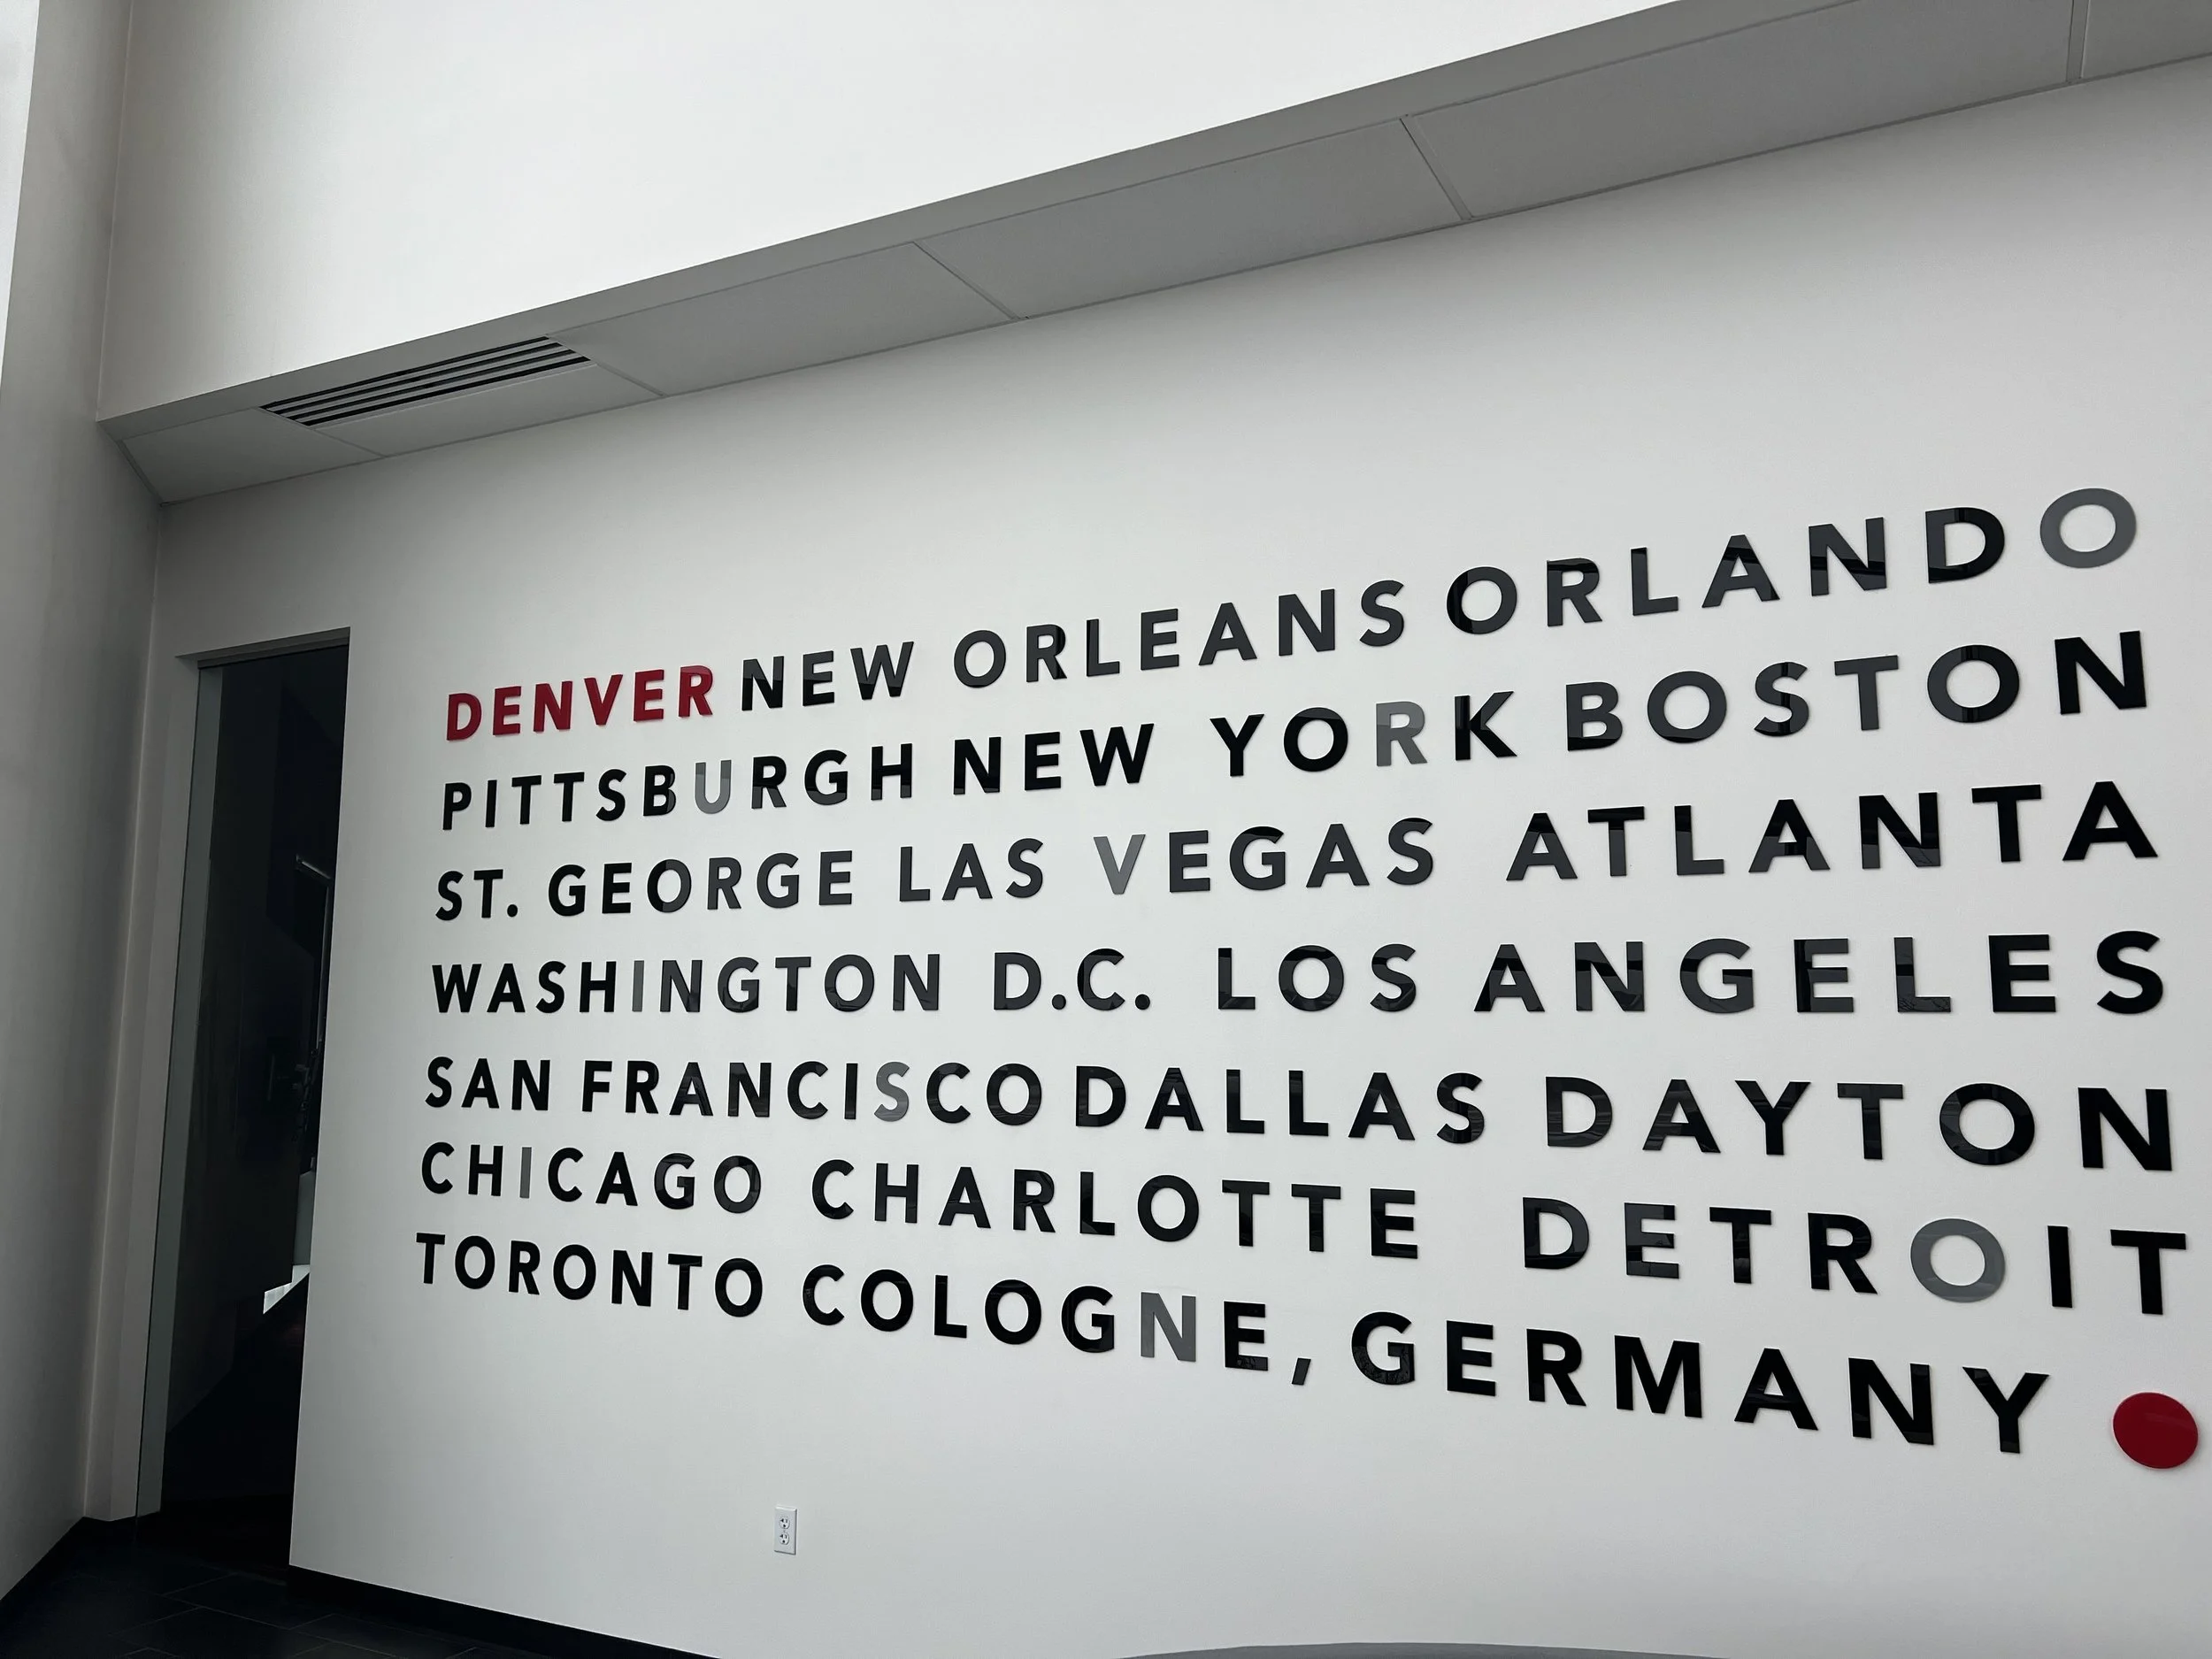 DENVER NEW ORLEANS ORLANDO
PITTSBURGH NEW YORK BOSTON
ST. GEORGE LAS VEGAS ATLANTA
WASHINGTON D.C. LOS ANGELES
SAN FRANCISCO DALLAS DAYTON
CHICAGO CHARLOTTE DETROIT
TORONTO COLOGNE, GERMANY